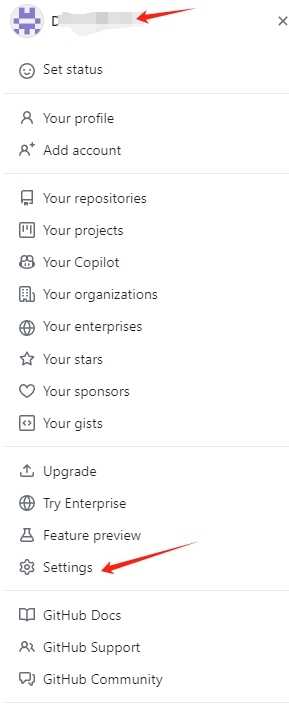 Set status
Your profile
Add account
Your repositories
Your projects
Your Copilot
Your organizations
Your enterprises
Your stars
Your sponsors
Your gists
Upgrade
Try Enterprise
Feature preview
Settings
GitHub Docs
GitHub Support
GitHub Community